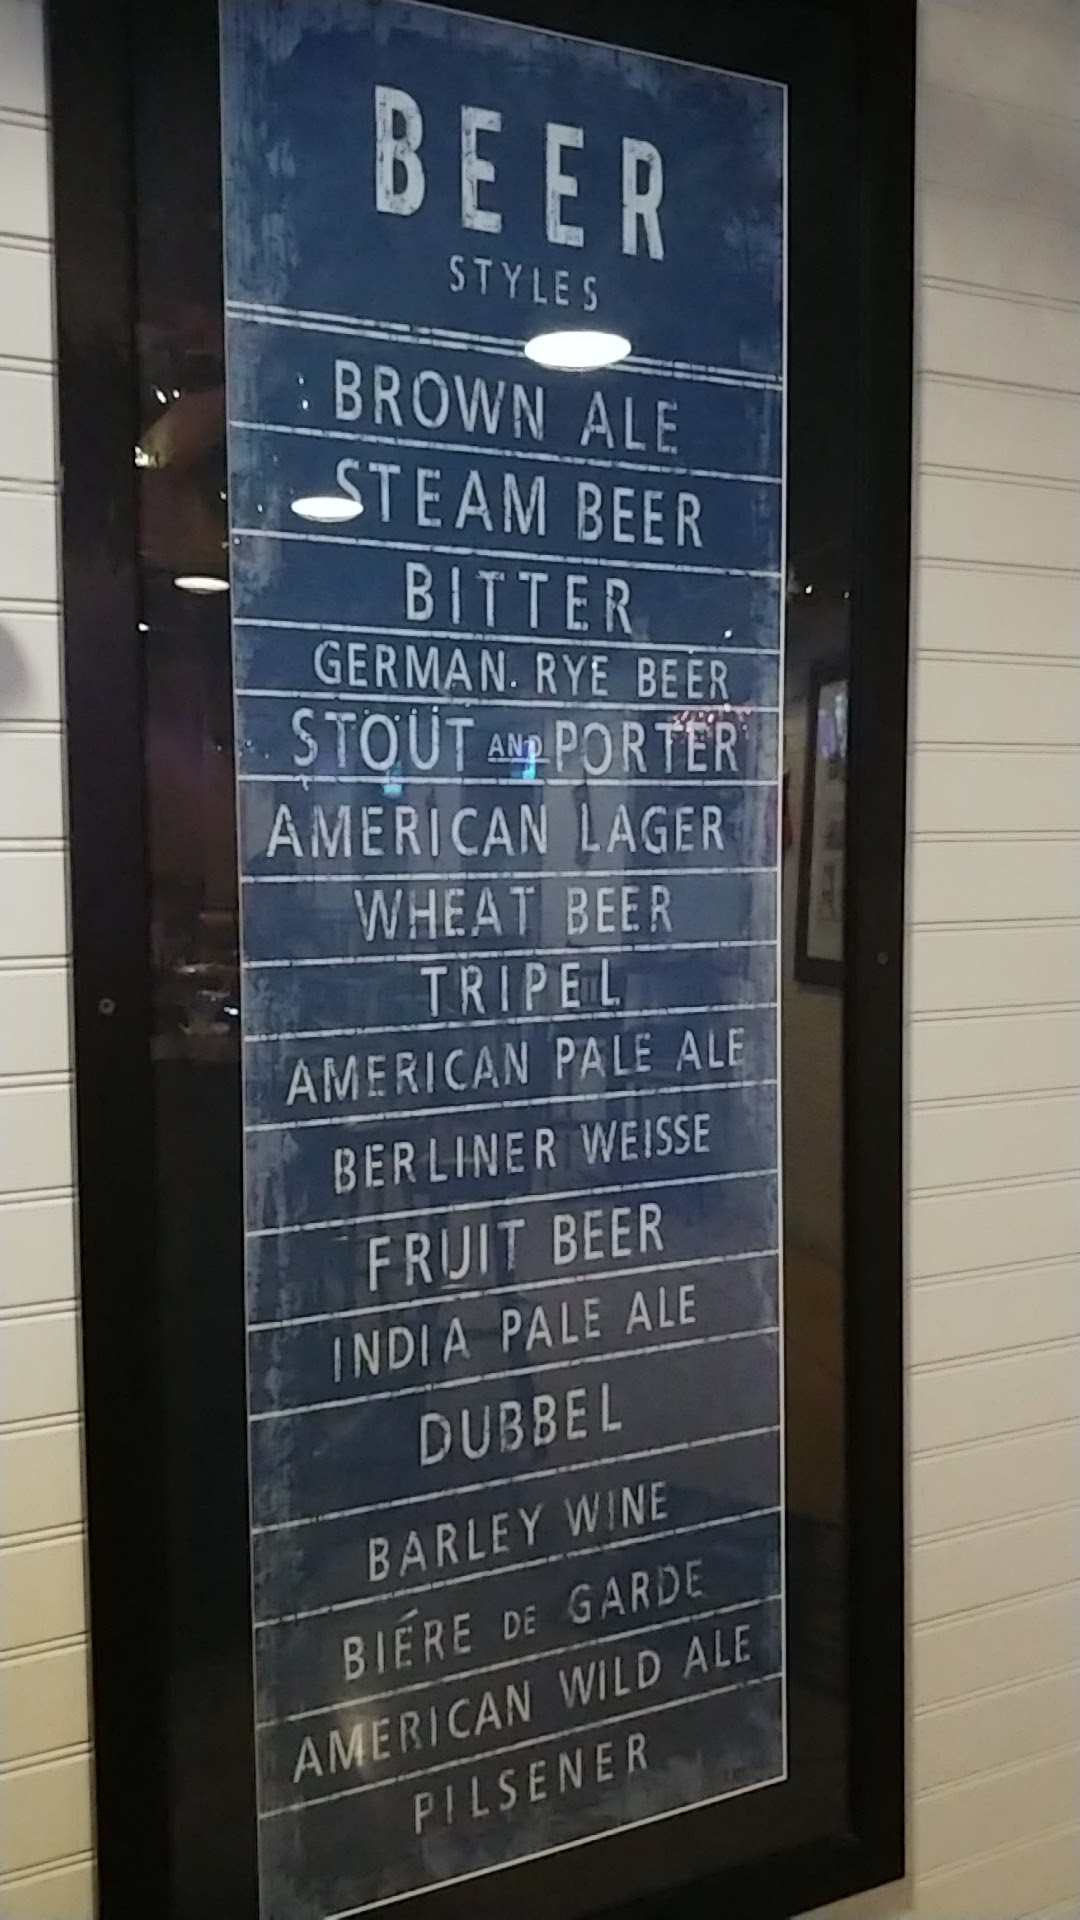 BEER
STYLES
BROWN ALE
STEAM BEER
BITTER
GERMAN RYE BEER
STOUT AND PORTER
AMERICAN LAGER
WHEAT BEER
TRIPEL
AMERICAN PALE ALE
BERLINER WEISSE
FRUIT BEER
INDIA PALE ALE
DUBBEL
BARLEY WINE
BIÉRE DE GARDE
AMERICAN WILD ALE
PILSENER